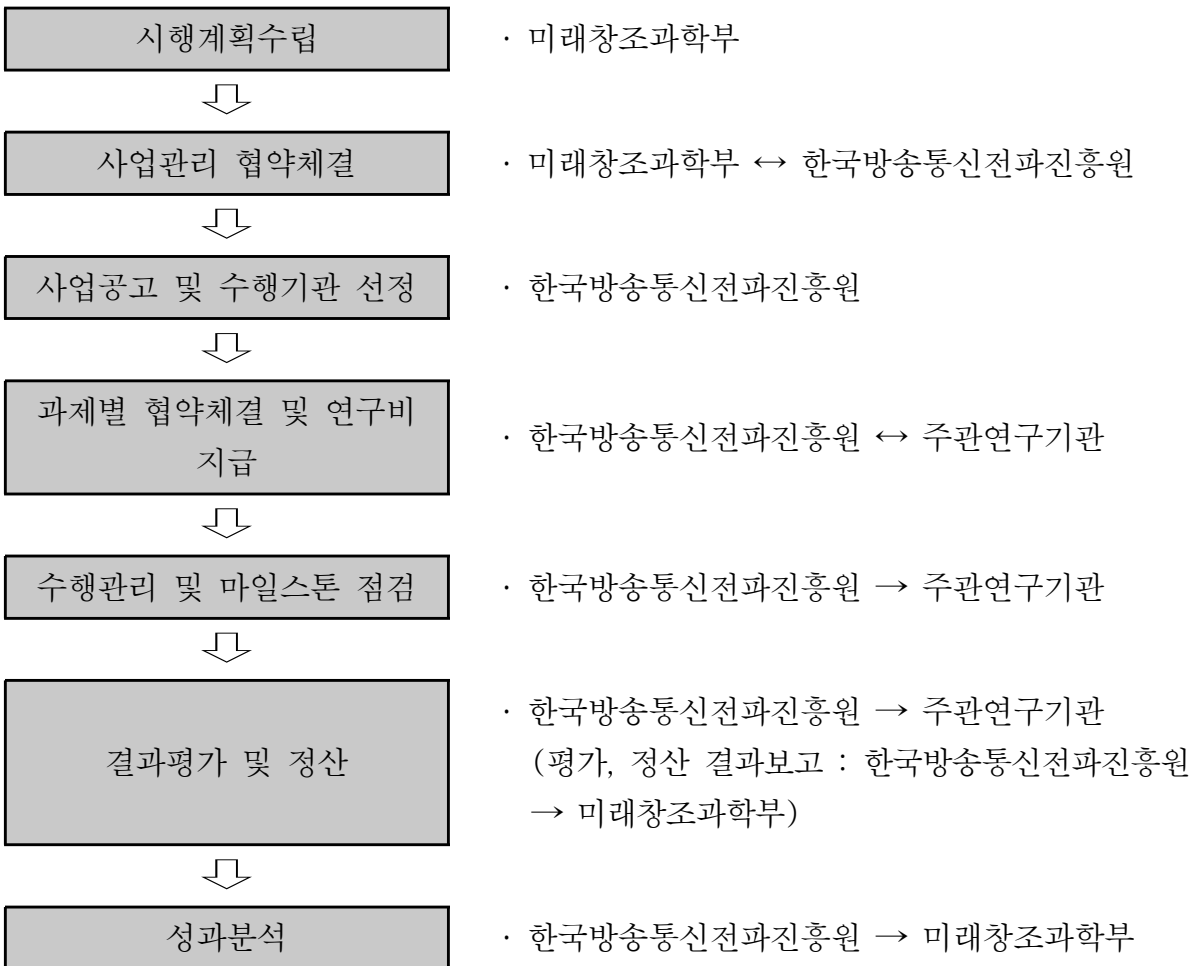 시행계획수립
· 미래창조과학부
사업관리 협약체결
· 미래창조과학부 ↔ 한국방송통신전파진흥원
사업공고 및 수행기관 선정
· 한국방송통신전파진흥원
과제별 협약체결 및 연구비
지급
· 한국방송통신전파진흥원 ↔ 주관연구기관
수행관리 및 마일스톤 점검
· 한국방송통신전파진흥원 → 주관연구기관
결과평가 및 정산
· 한국방송통신전파진흥원 → 주관연구기관
(평가, 정산 결과보고 : 한국방송통신전파진흥원
→ 미래창조과학부)
성과분석
· 한국방송통신전파진흥원 → 미래창조과학부